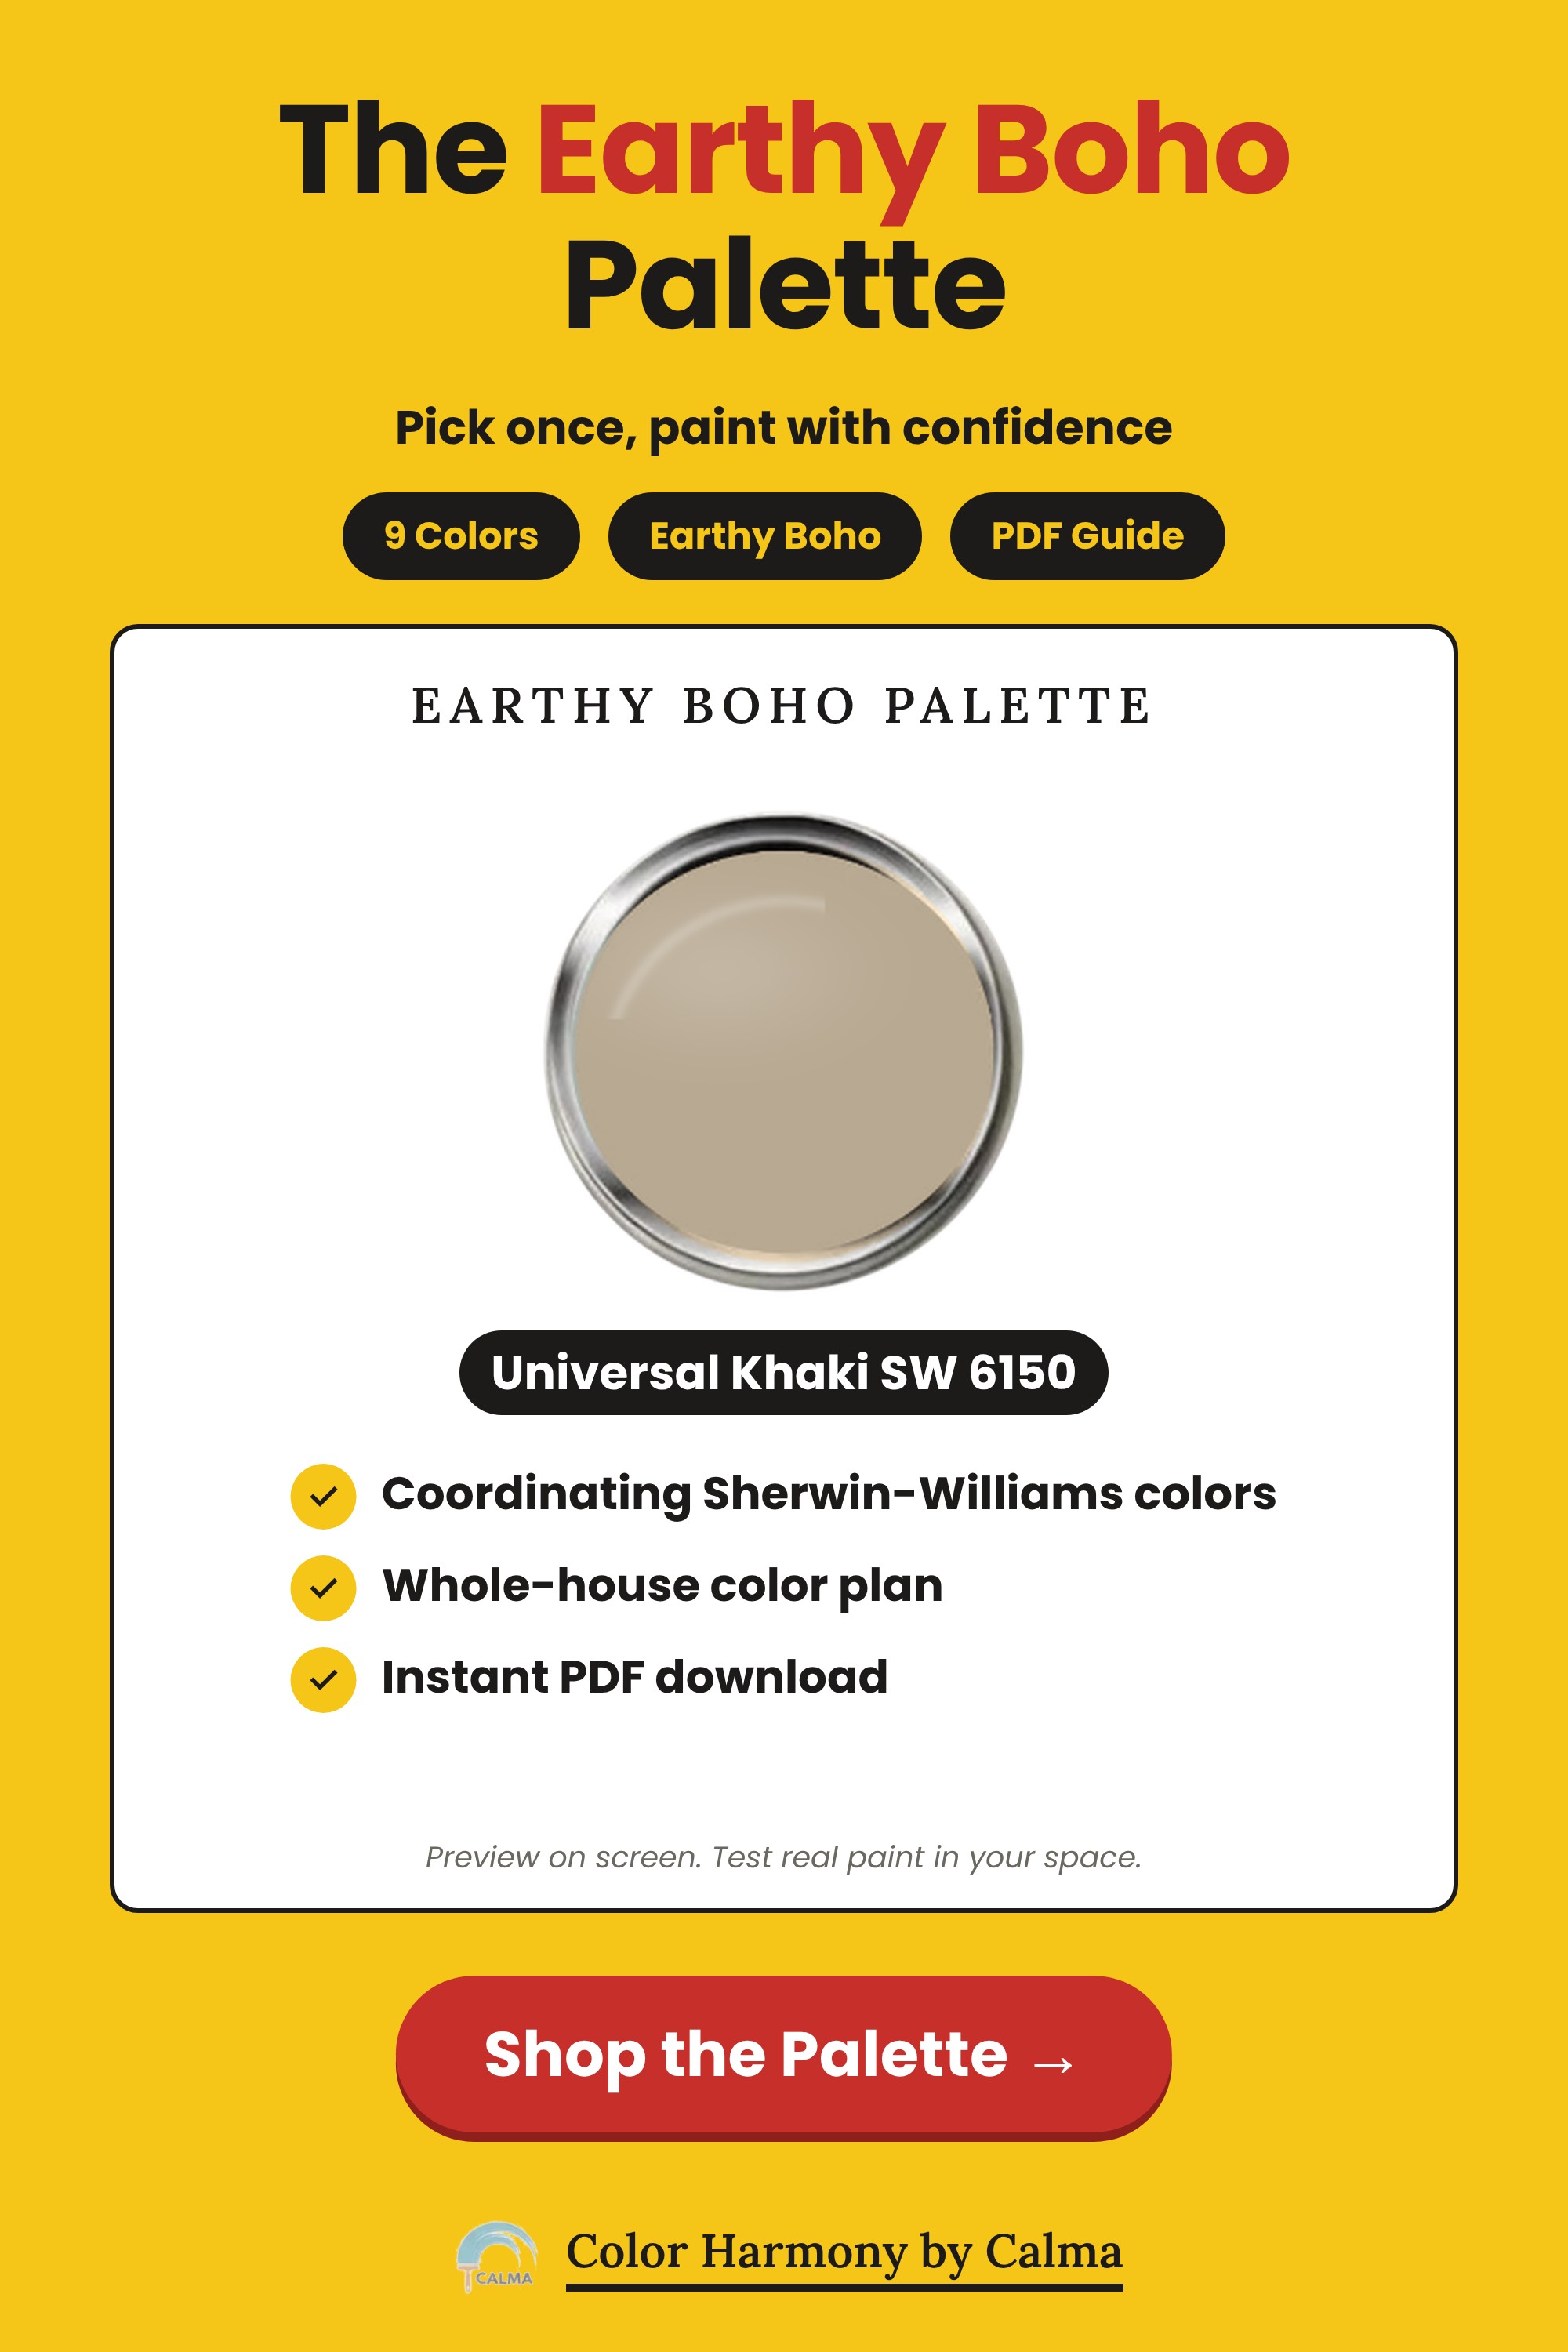 The Earthy Boho
Palette
Pick once, paint with confidence
9 Colors
Earthy Boho
PDF Guide
EARTHY BOHO PALETTE
Universal Khaki SW 6150
Coordinating Sherwin-Williams colors
Whole-house color plan
Instant PDF download
Preview on screen. Test real paint in your space.
Shop the Palette →
CALMA
Color Harmony by Calma